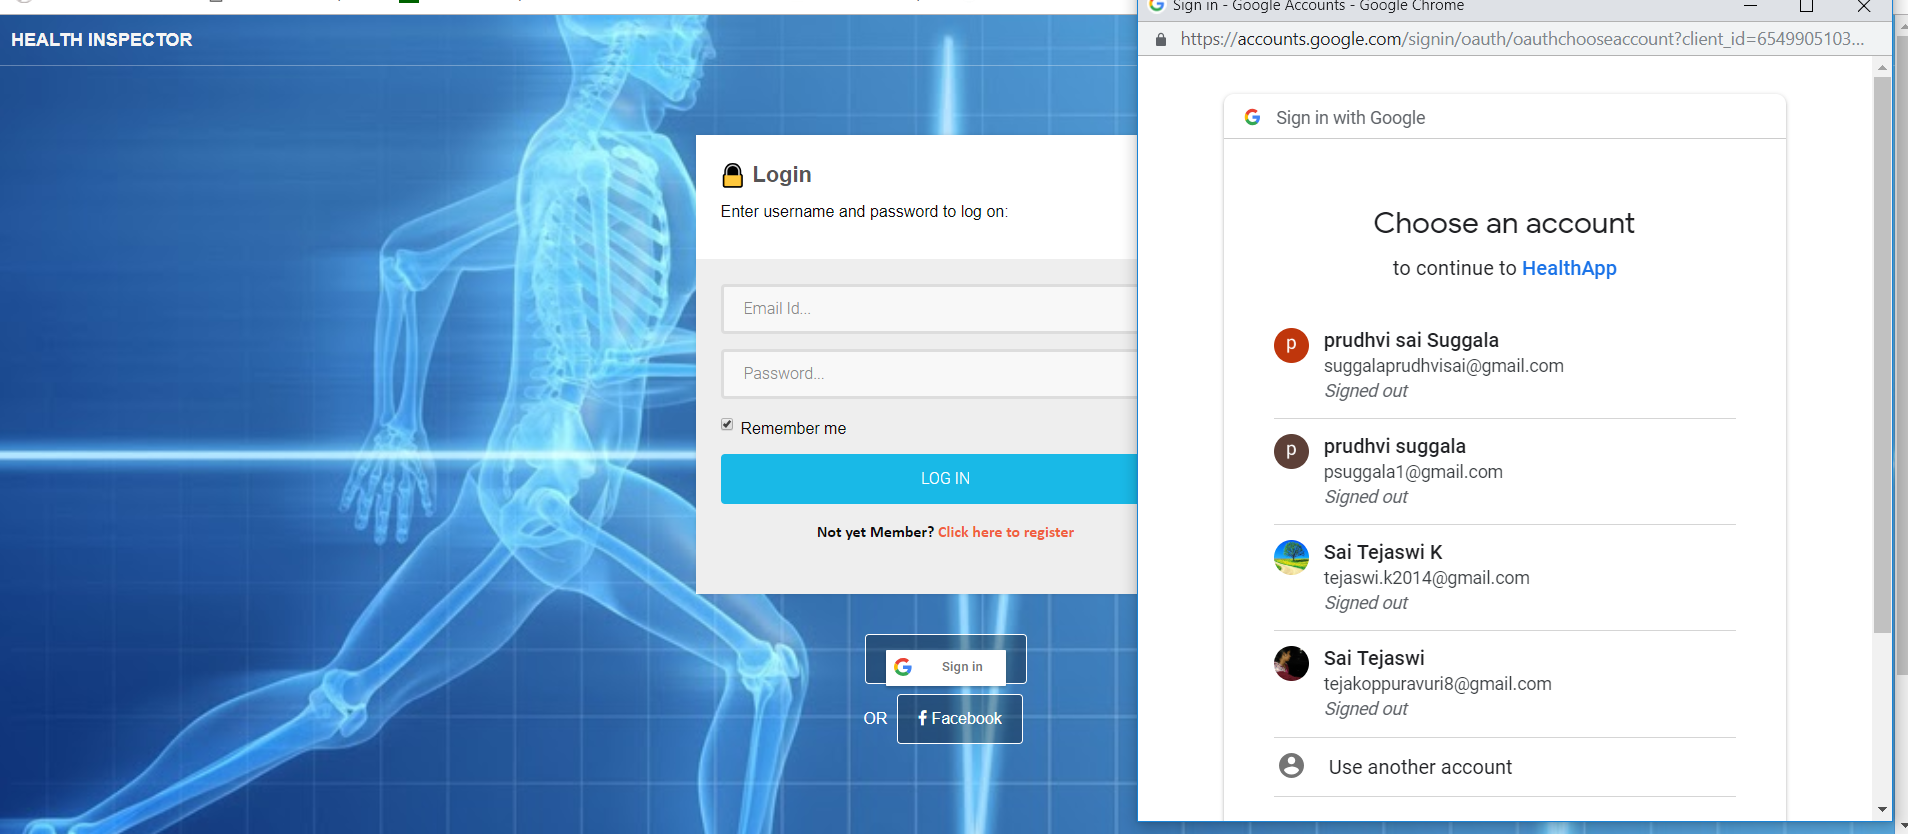 HEALTH INSPECTOR
Login
Enter username and password to log on:
Email Id...
Password...
Remember me
LOG IN
Not yet Member? Click here to register
Sign in
OR
Facebook
Sign in - Google Accounts - Google Chrome
https://accounts.google.com/signin/oauth/oauthchooseaccount?client_id=6549905103...
Sign in with Google
Choose an account
to continue to HealthApp
p
prudhvi sai Suggala
suggalaprudhvisai@gmail.com
Signed out
p
prudhvi suggala
psuggala1@gmail.com
Signed out
Sai Tejaswi K
tejaswi.k2014@gmail.com
Signed out
Sai Tejaswi
tejakoppuravuri8@gmail.com
Signed out
Use another account